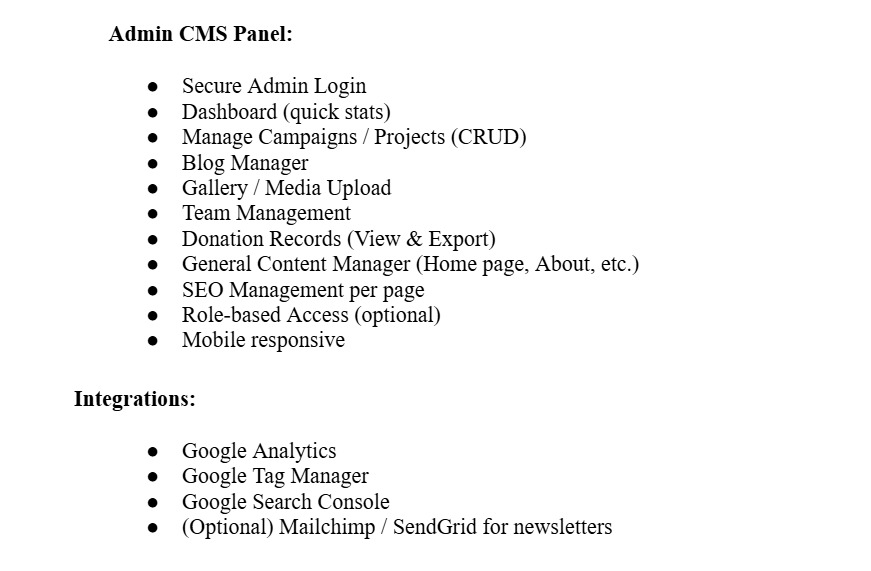 Admin CMS Panel:
● Secure Admin Login
● Dashboard (quick stats)
● Manage Campaigns / Projects (CRUD)
● Blog Manager
● Gallery / Media Upload
● Team Management
● Donation Records (View & Export)
● General Content Manager (Home page, About, etc.)
● SEO Management per page
● Role-based Access (optional)
● Mobile responsive
Integrations:
● Google Analytics
● Google Tag Manager
● Google Search Console
● (Optional) Mailchimp / SendGrid for newsletters